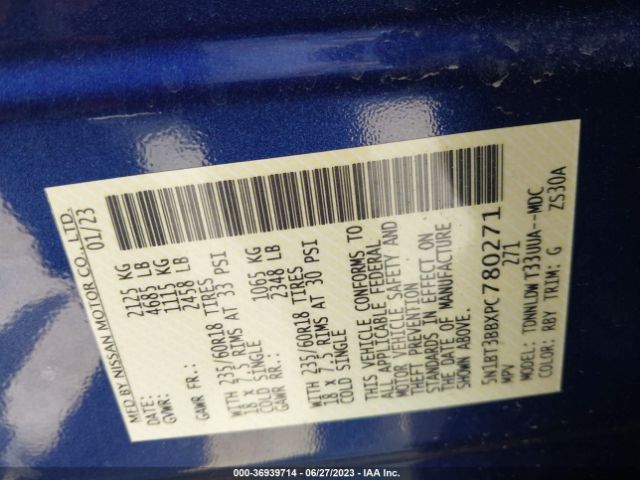 MFD BY NISSAN MOTOR CO., LTD.
DATE: 01/23
GVWR: 2125 KG
4685 LB
GAWR FR.: 1115 KG
2458 LB
WITH 235/60R18 TIRES
18 x 7.5 RIMS AT 33 PSI
COLD SINGLE
GAWR RR.: 1065 KG
2348 LB
WITH 235/60R18 TIRES
18 x 7.5 RIMS AT 30 PSI
COLD SINGLE
THIS VEHICLE CONFORMS TO
ALL APPLICABLE FEDERAL
MOTOR VEHICLE SAFETY AND
THEFT PREVENTION
STANDARDS IN EFFECT ON
THE DATE OF MANUFACTURE
SHOWN ABOVE.
5N1BT3BBXPC780271
MPV 271
MODEL: TONNLDW T33UUA--MDC
COLOR: RBY TRIM: G ZS30A
000-36939714 - 06/27/2023 - IAA Inc.